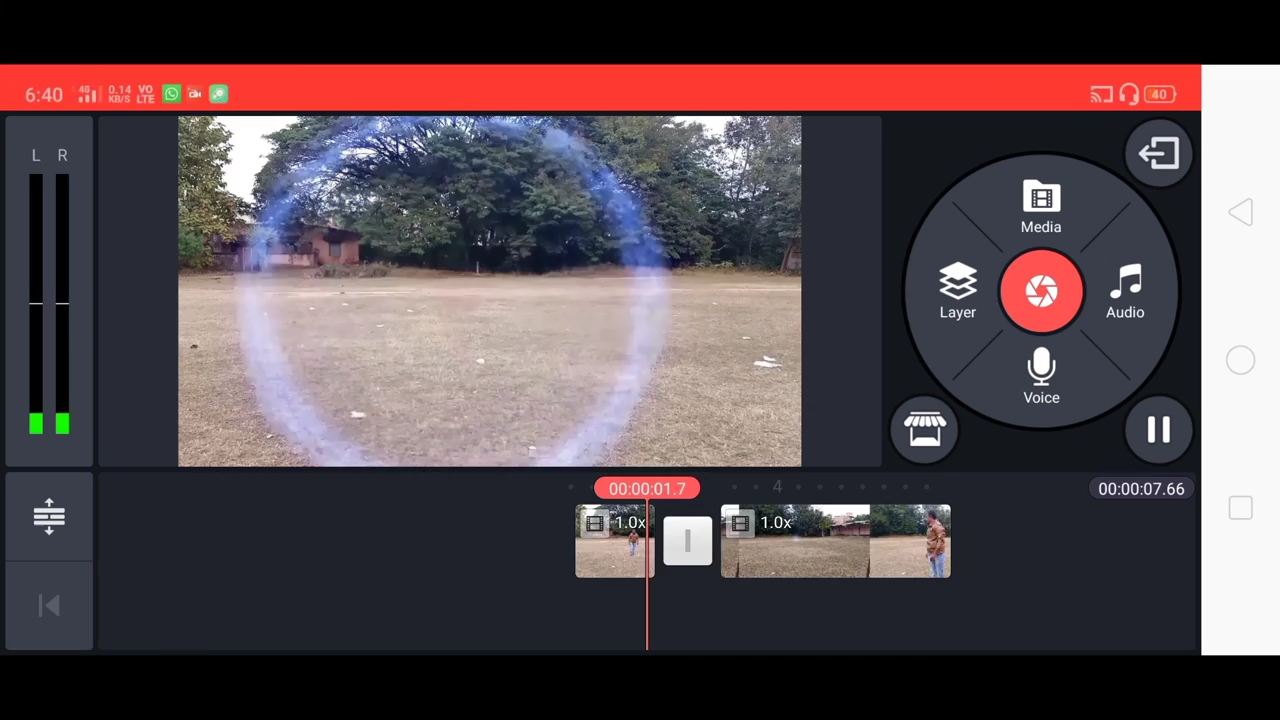 6:40 4G 0.14 KB/S VO LTE 40
L R
Media
Layer
Audio
Voice
00:00:01.7 4 00:00:07.66
1.0x 1.0x